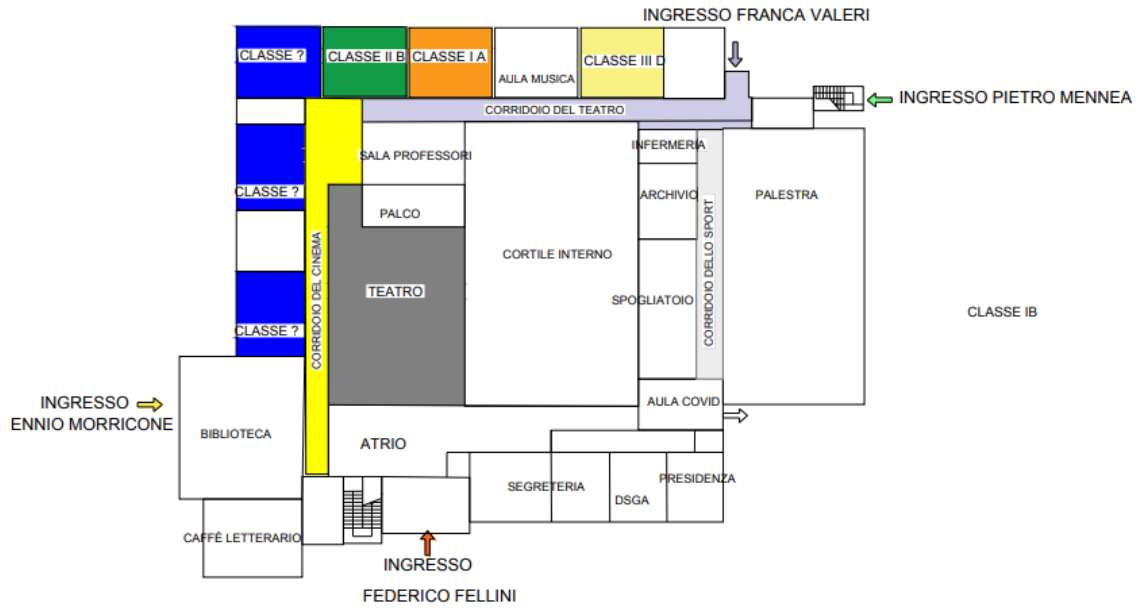 INGRESSO FRANCA VALERI
CLASSE ?
CLASSE II B
CLASSE I A
AULA MUSICA
CLASSE III D
INGRESSO PIETRO MENNEA
CORRIDOIO DEL TEATRO
SALA PROFESSORI
INFERMERIA
CLASSE ?
ARCHIVIO
PALESTRA
PALCO
CORTILE INTERNO
CORRIDOIO DEL CINEMA
TEATRO
SPOGLIATOIO
CORRIDOIO DELLO SPORT
CLASSE IB
CLASSE ?
INGRESSO
ENNIO MORRICONE
AULA COVID
BIBLIOTECA
ATRIO
SEGRETERIA
DSGA
PRESIDENZA
CAFFÈ LETTERARIO
INGRESSO
FEDERICO FELLINI